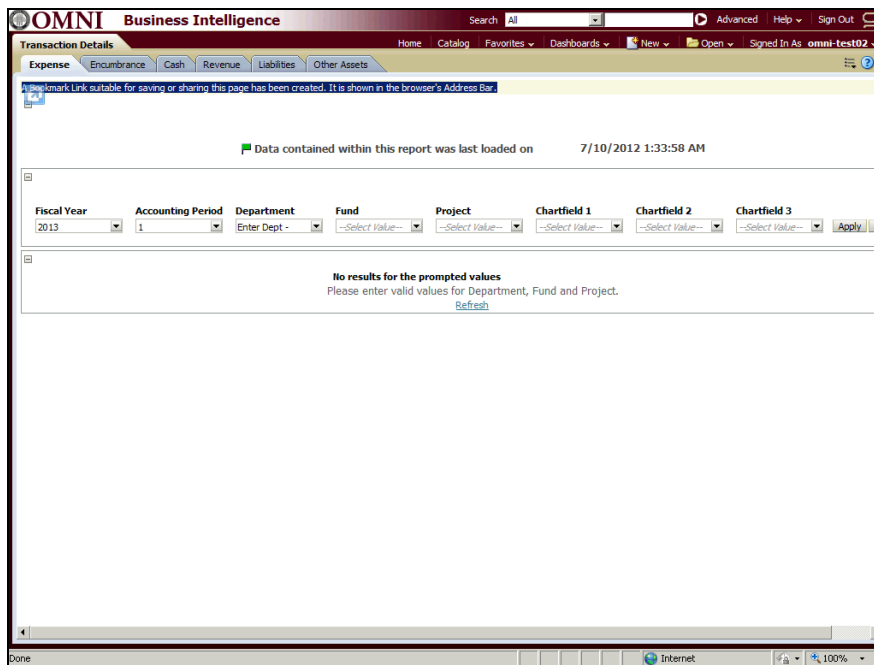 OMNI Business Intelligence Search All Advanced Help Sign Out
Transaction Details Home Catalog Favorites Dashboards New Open Signed In As omni-test02
Expense Encumbrance Cash Revenue Liabilities Other Assets
A Bookmark Link suitable for saving or sharing this page has been created. It is shown in the browser's Address Bar.
Data contained within this report was last loaded on 7/10/2012 1:33:58 AM
Fiscal Year Accounting Period Department Fund Project Chartfield 1 Chartfield 2 Chartfield 3
2013 1 Enter Dept - --Select Value-- --Select Value-- --Select Value-- --Select Value-- --Select Value-- Apply
No results for the prompted values
Please enter valid values for Department, Fund and Project.
Refresh
Done Internet 100%